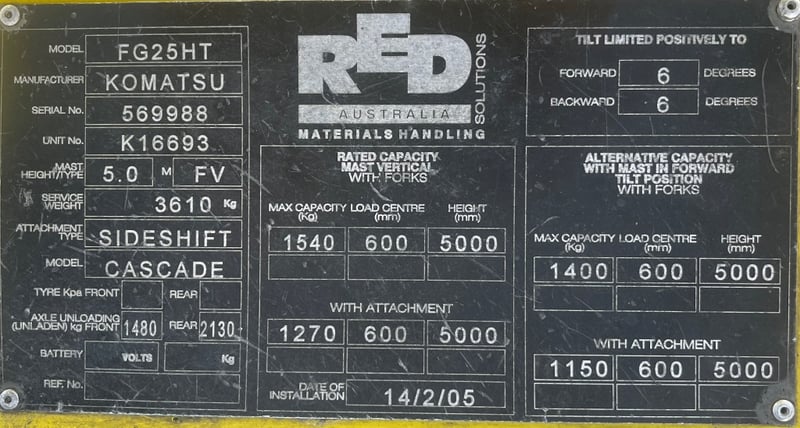 MODEL FG25HT
MANUFACTURER KOMATSU
SERIAL No. 569988
UNIT No. K16693
MAST HEIGHT/TYPE 5.0 M FV
SERVICE WEIGHT 3610 Kg
ATTACHMENT TYPE SIDESHIFT
MODEL CASCADE
TYRE Kpa FRONT REAR
AXLE UNLOADING
(UNLADEN) kg FRONT 1480 REAR 2130
BATTERY VOLTS Kg
REF. No.
RED
SOLUTIONS
AUSTRALIA
MATERIALS HANDLING
RATED CAPACITY
MAST VERTICAL
WITH FORKS
MAX CAPACITY (Kg) LOAD CENTRE (mm) HEIGHT (mm)
1540 600 5000
WITH ATTACHMENT
1270 600 5000
DATE OF INSTALLATION 14/2/05
TILT LIMITED POSITIVELY TO
FORWARD 6 DEGREES
BACKWARD 6 DEGREES
ALTERNATIVE CAPACITY
WITH MAST IN FORWARD
TILT POSITION
WITH FORKS
MAX CAPACITY (Kg) LOAD CENTRE (mm) HEIGHT (mm)
1400 600 5000
WITH ATTACHMENT
1150 600 5000